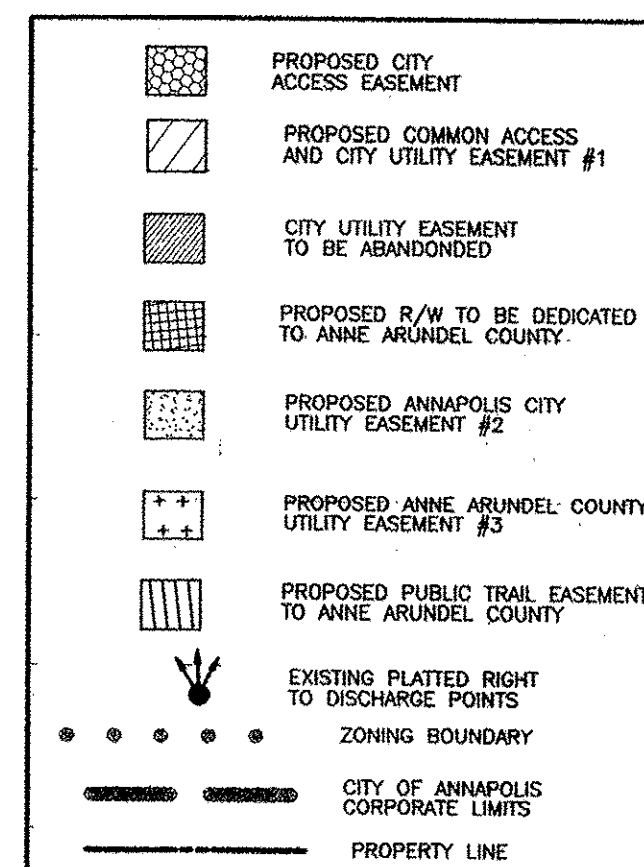 PROPOSED CITY
ACCESS EASEMENT
PROPOSED COMMON ACCESS
AND CITY UTILITY EASEMENT #1
CITY UTILITY EASEMENT
TO BE ABANDONDED
PROPOSED R/W TO BE DEDICATED
TO ANNE ARUNDEL COUNTY
PROPOSED ANNAPOLIS CITY
UTILITY EASEMENT #2
PROPOSED ANNE ARUNDEL COUNTY
UTILITY EASEMENT #3
PROPOSED PUBLIC TRAIL EASEMENT
TO ANNE ARUNDEL COUNTY
EXISTING PLATTED RIGHT
TO DISCHARGE POINTS
ZONING BOUNDARY
CITY OF ANNAPOLIS
CORPORATE LIMITS
PROPERTY LINE